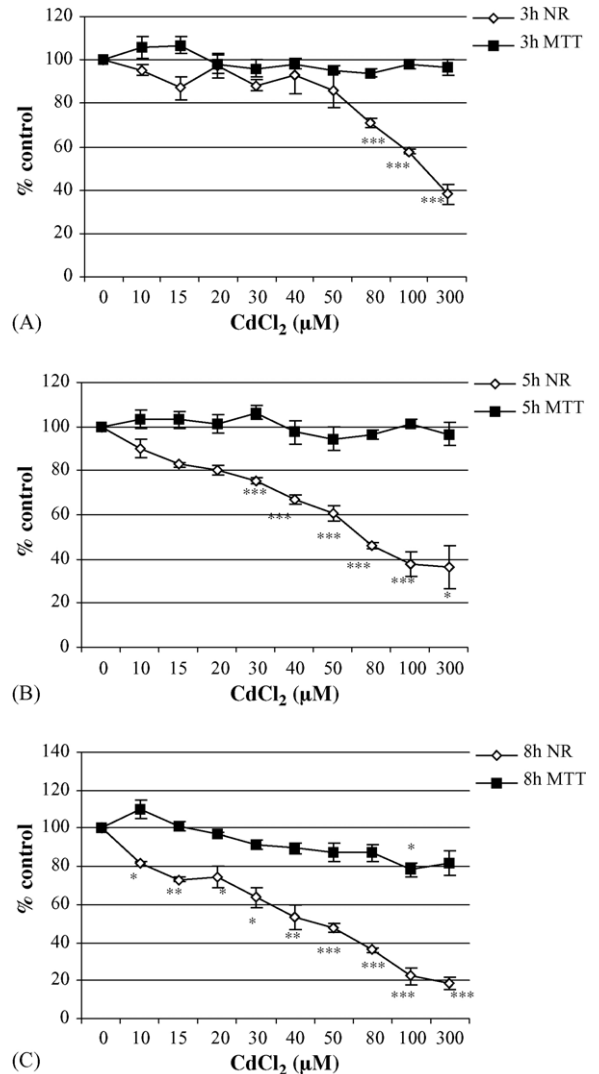 3h NR
3h MTT
120
100
80
60
40
20
0
% control
***
***
***
0 10 15 20 30 40 50 80 100 300
CdCl₂ (μM)
(A)
5h NR
5h MTT
120
100
80
60
40
20
0
% control
***
***
***
***
***
*
0 10 15 20 30 40 50 80 100 300
CdCl₂ (μM)
(B)
8h NR
8h MTT
140
120
100
80
60
40
20
0
% control
*
* ** * * ** *** *** *** ***
0 10 15 20 30 40 50 80 100 300
CdCl₂ (μM)
(C)